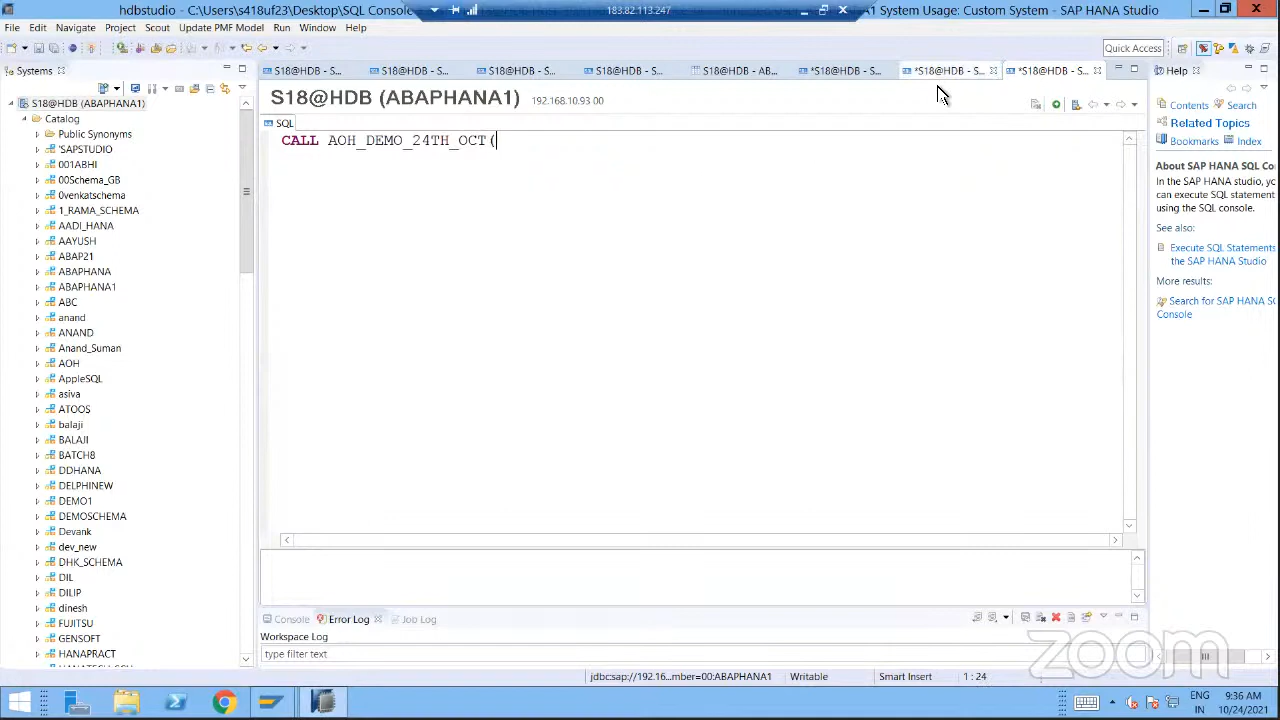 hdbstudio - C:\Users\s418uf23\Desktop\SQL Conso
183.82.113.247
A1 System Usage: Custom System - SAP HANA Studio
File Edit Navigate Project Scout Update PMF Model Run Window Help
Quick Access
Systems
S18@HDB (ABAPHANA1)
Catalog
Public Synonyms
'SAPSTUDIO
001ABHI
00Schema_GB
0venkatschema
1_RAMA_SCHEMA
AADI_HANA
AAYUSH
ABAP21
ABAPHANA
ABAPHANA1
ABC
anand
ANAND
Anand_Suman
AOH
AppleSQL
asiva
ATOOS
balaji
BALAJI
BATCH8
DDHANA
DELPHINEW
DEMO1
DEMOSCHEMA
Devank
dev_new
DHK_SCHEMA
DIL
DILIP
dinesh
FUJITSU
GENSOFT
HANAPRACT
S18@HDB - S... S18@HDB - S... S18@HDB - S... S18@HDB - S... S18@HDB - AB... *S18@HDB - S... *S18@HDB - S... *S18@HDB - S...
S18@HDB (ABAPHANA1) 192.168.10.93 00
SQL
CALL AOH_DEMO_24TH_OCT(
Console Error Log Job Log
Workspace Log
type filter text
Help
Contents Search
Related Topics
Bookmarks Index
About SAP HANA SQL Co
In the SAP HANA studio, yo
can execute SQL statement
using the SQL console.
See also:
Execute SQL Statements
the SAP HANA Studio
More results:
Search for SAP HANA SQ
Console
zoom
jdbc:sap://192.16...mber=00:ABAPHANA1 Writable Smart Insert 1 : 24
ENG
IN
9:36 AM
10/24/2021